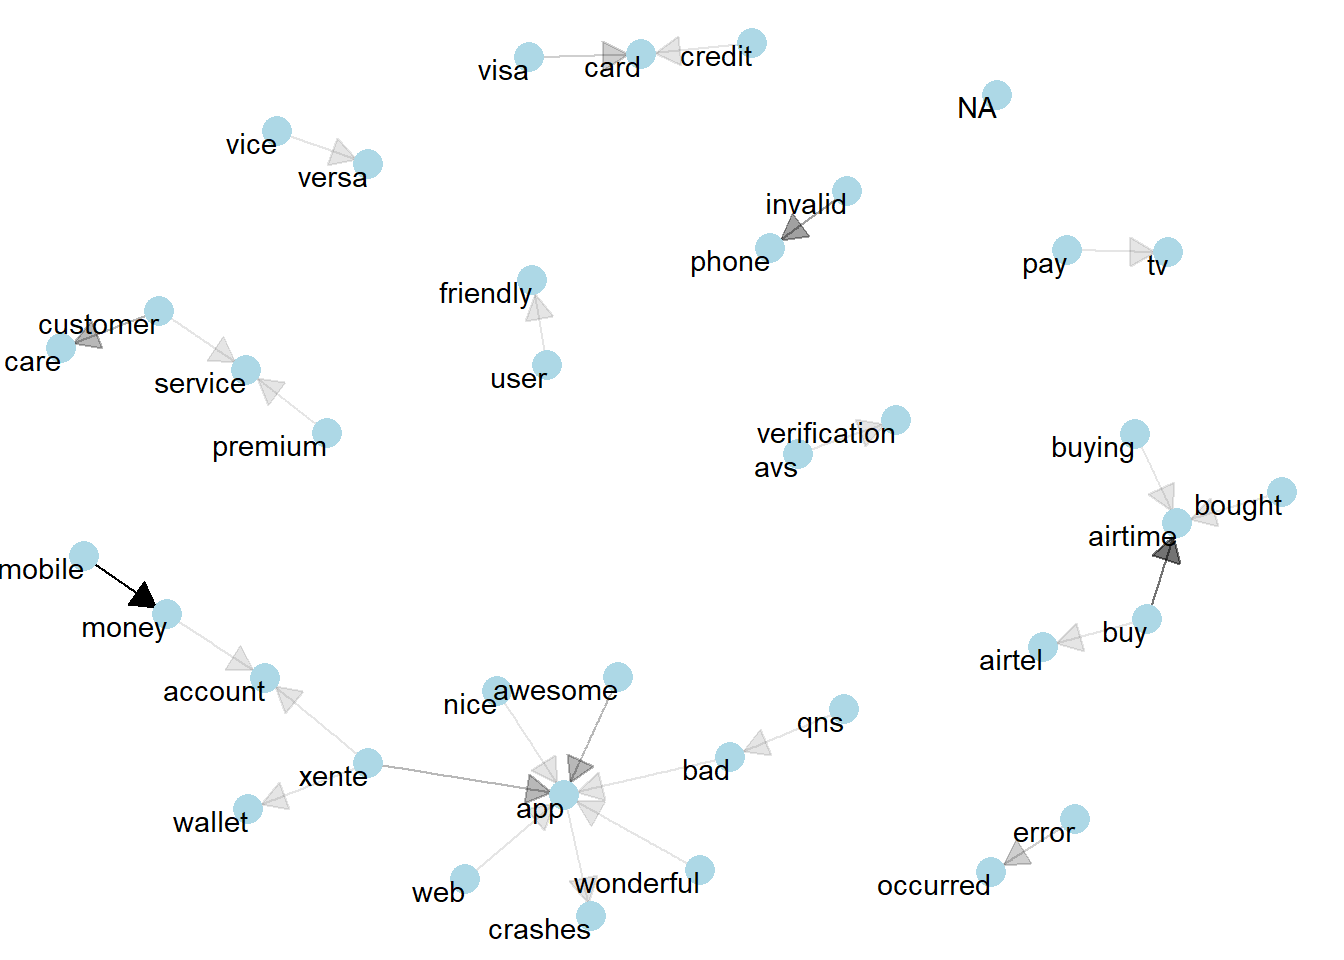 visa
card
credit
NA
vice
versa
invalid
phone
pay
tv
friendly
user
customer
care
service
premium
verification
avs
buying
bought
airtime
buy
airtel
mobile
money
account
nice
awesome
qns
bad
xente
app
wallet
error
occurred
web
wonderful
crashes